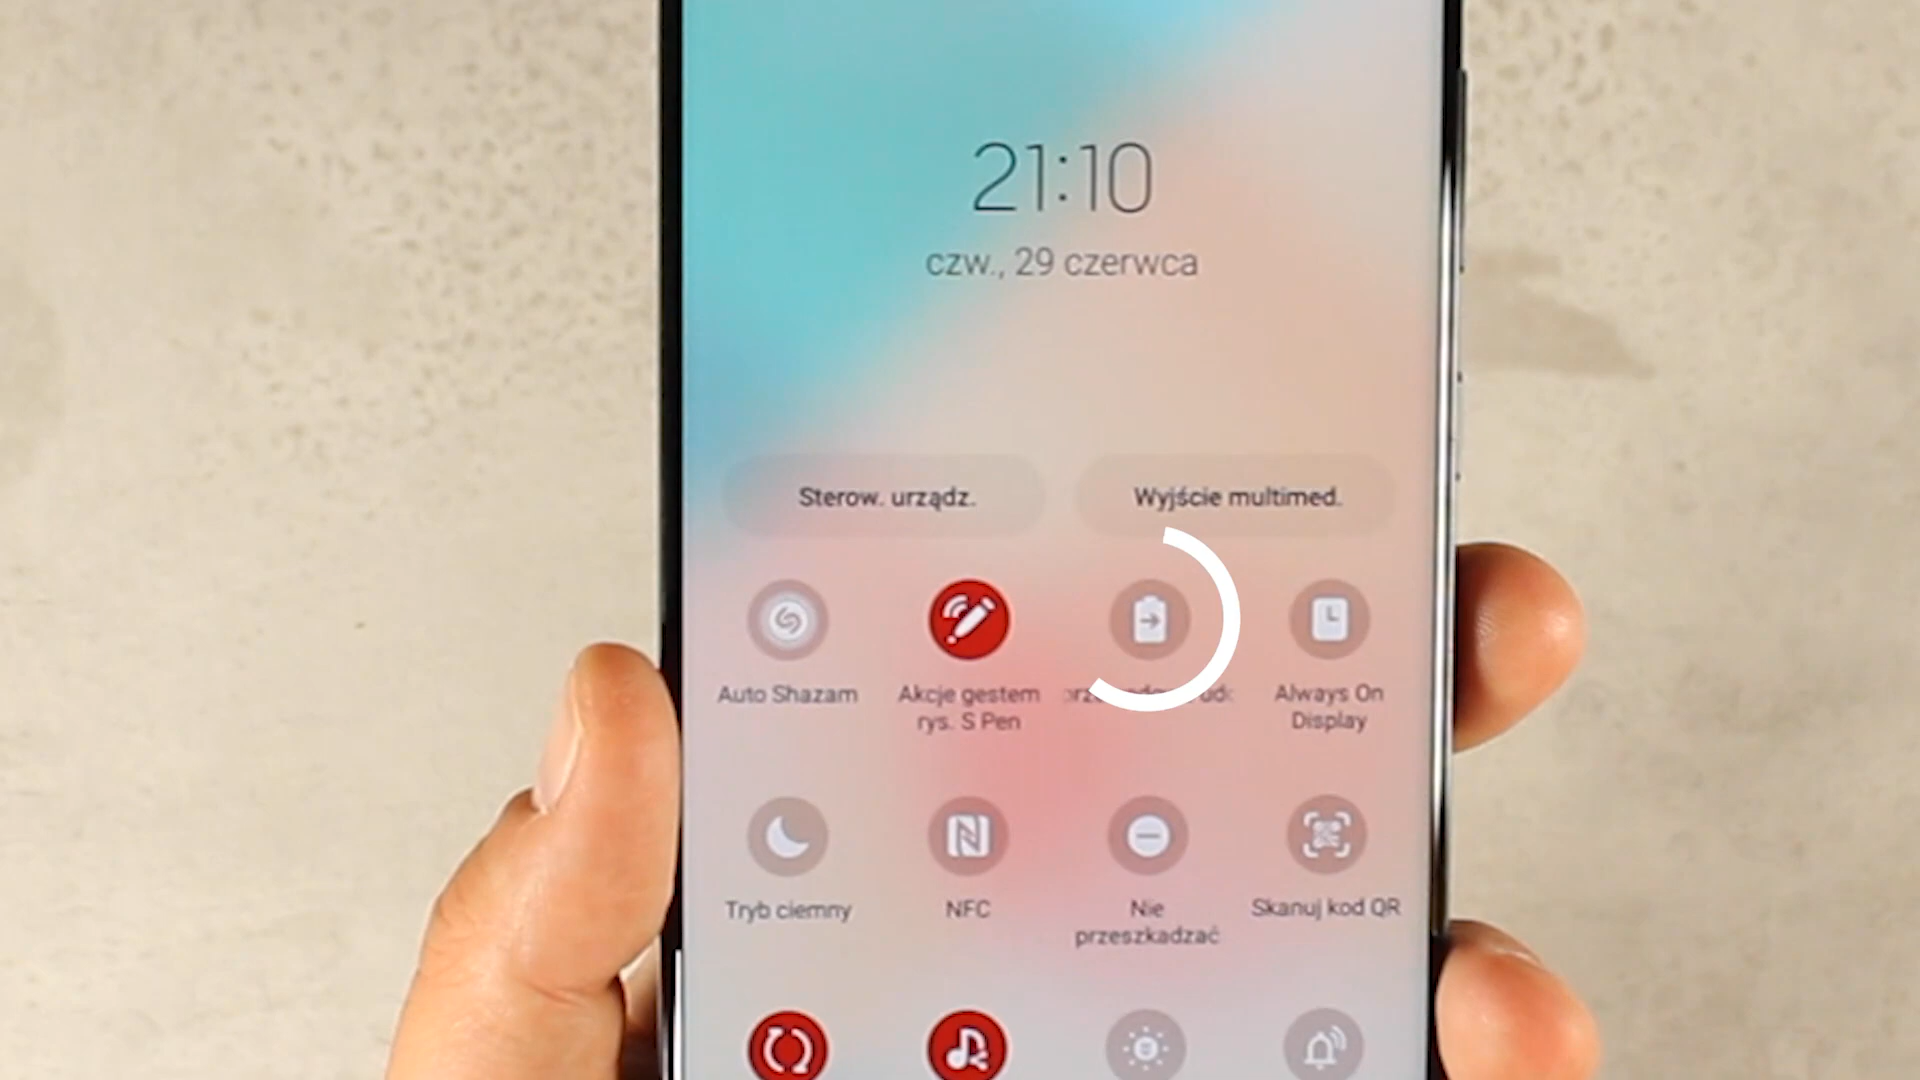 21:10
czw., 29 czerwca
Sterow. urządz.
Wyjście multimed.
Auto Shazam
Akcje gestem
rys. S Pen
Always On
Display
Tryb ciemny
NFC
Nie
przeszkadzać
Skanuj kod QR